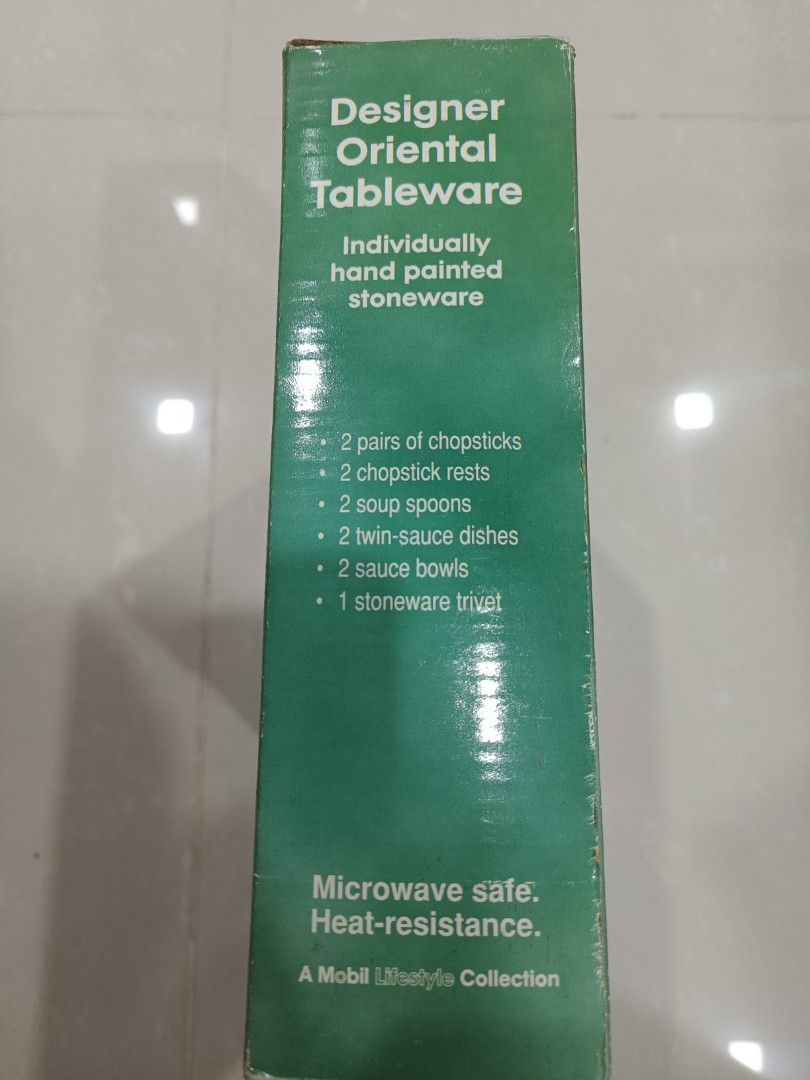 Designer
Oriental
Tableware
Individually
hand painted
stoneware
• 2 pairs of chopsticks
• 2 chopstick rests
• 2 soup spoons
• 2 twin-sauce dishes
• 2 sauce bowls
• 1 stoneware trivet
Microwave safe.
Heat-resistance.
A Mobil Lifestyle Collection